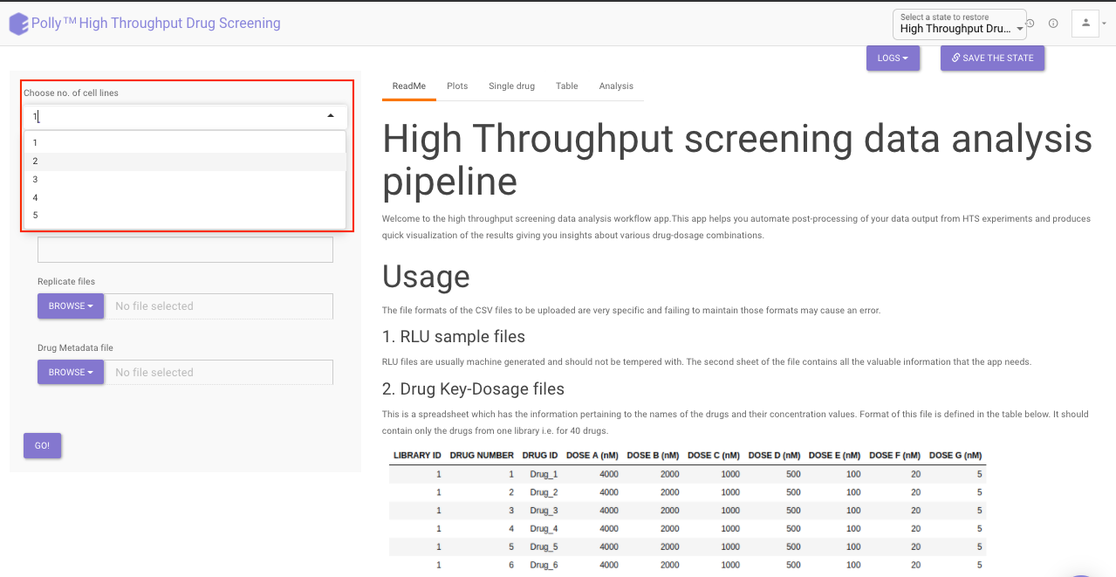 Polly™High Throughput Drug Screening
Select a state to restore
High Throughput Dru...
LOGS
SAVE THE STATE
Choose no. of cell lines
1
1
2
3
4
5
Replicate files
BROWSE No file selected
Drug Metadata file
BROWSE No file selected
GO!
ReadMe Plots Single drug Table Analysis
High Throughput screening data analysis
pipeline
Welcome to the high throughput screening data analysis workflow app.This app helps you automate post-processing of your data output from HTS experiments and produces
quick visualization of the results giving you insights about various drug-dosage combinations.
Usage
The file formats of the CSV files to be uploaded are very specific and failing to maintain those formats may cause an error.
1. RLU sample files
RLU files are usually machine generated and should not be tempered with. The second sheet of the file contains all the valuable information that the app needs.
2. Drug Key-Dosage files
This is a spreadsheet which has the information pertaining to the names of the drugs and their concentration values. Format of this file is defined in the table below. It should
contain only the drugs from one library i.e. for 40 drugs.
LIBRARY ID DRUG NUMBER DRUG ID DOSE A (nM) DOSE B (nM) DOSE C (nM) DOSE D (nM) DOSE E (nM) DOSE F (nM) DOSE G (nM)
1 1 Drug_1 4000 2000 1000 500 100 20 5
1 2 Drug_2 4000 2000 1000 500 100 20 5
1 3 Drug_3 4000 2000 1000 500 100 20 5
1 4 Drug_4 4000 2000 1000 500 100 20 5
1 5 Drug_5 4000 2000 1000 500 100 20 5
1 6 Drug_6 4000 2000 1000 500 100 20 5